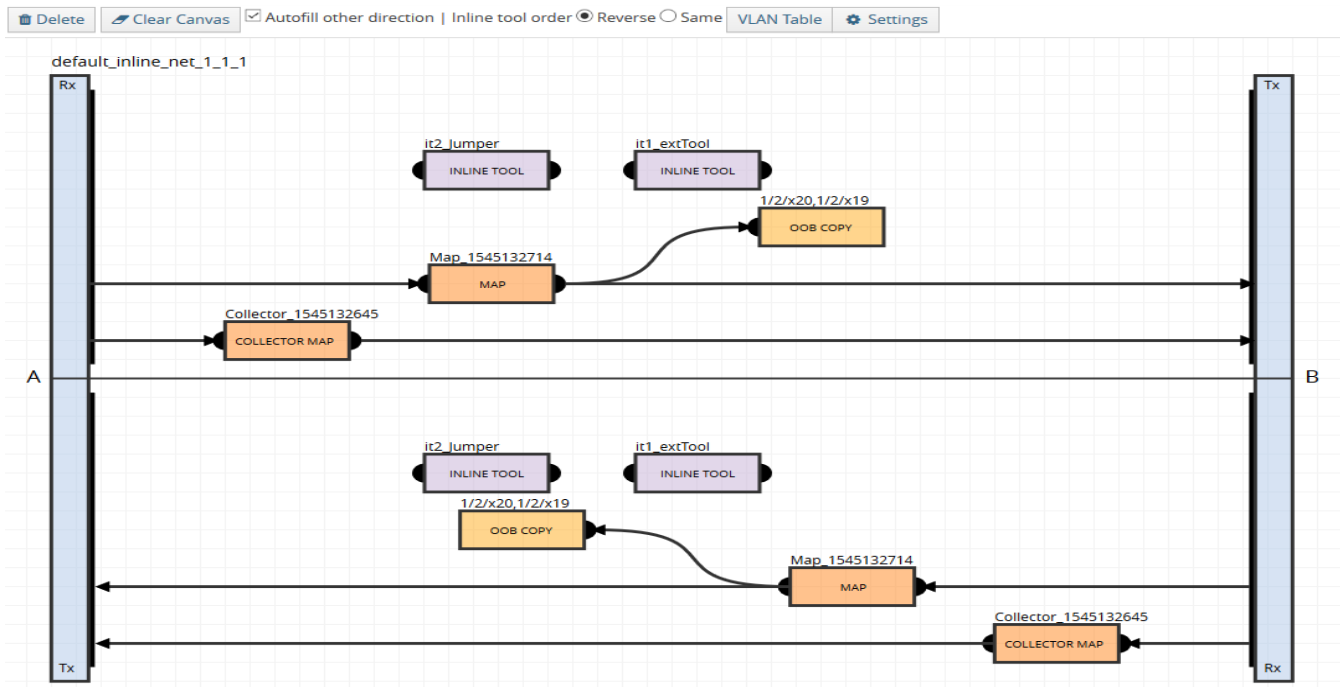 Delete Clear Canvas Autofill other direction | Inline tool order Reverse Same VLAN Table Settings
default_inline_net_1_1_1
Rx Tx
it2_Jumper it1_extTool
INLINE TOOL INLINE TOOL
1/2/x20,1/2/x19
OOB COPY
Map_1545132714
MAP
Collector_1545132645
COLLECTOR MAP
A B
it2_Jumper it1_extTool
INLINE TOOL INLINE TOOL
1/2/x20,1/2/x19
OOB COPY
Map_1545132714
MAP
Collector_1545132645
COLLECTOR MAP
Tx Rx